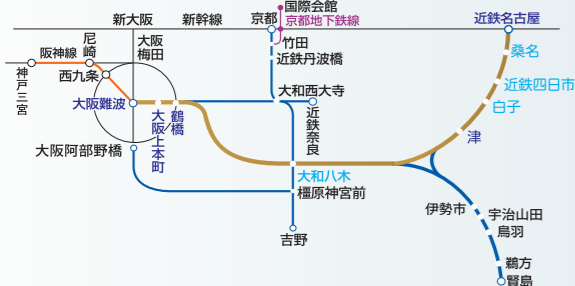 国際会館
京都
京都地下鉄線
竹田
近鉄丹波橋
新大阪
新幹線
近鉄名古屋
桑名
近鉄四日市
白子
津
尼崎
阪神線
大阪梅田
西九条
神戸三宮
大阪難波
大阪上本町
鶴橋
大和西大寺
近鉄奈良
大阪阿部野橋
大和八木
橿原神宮前
吉野
伊勢市
宇治山田
鳥羽
鵜方
賢島